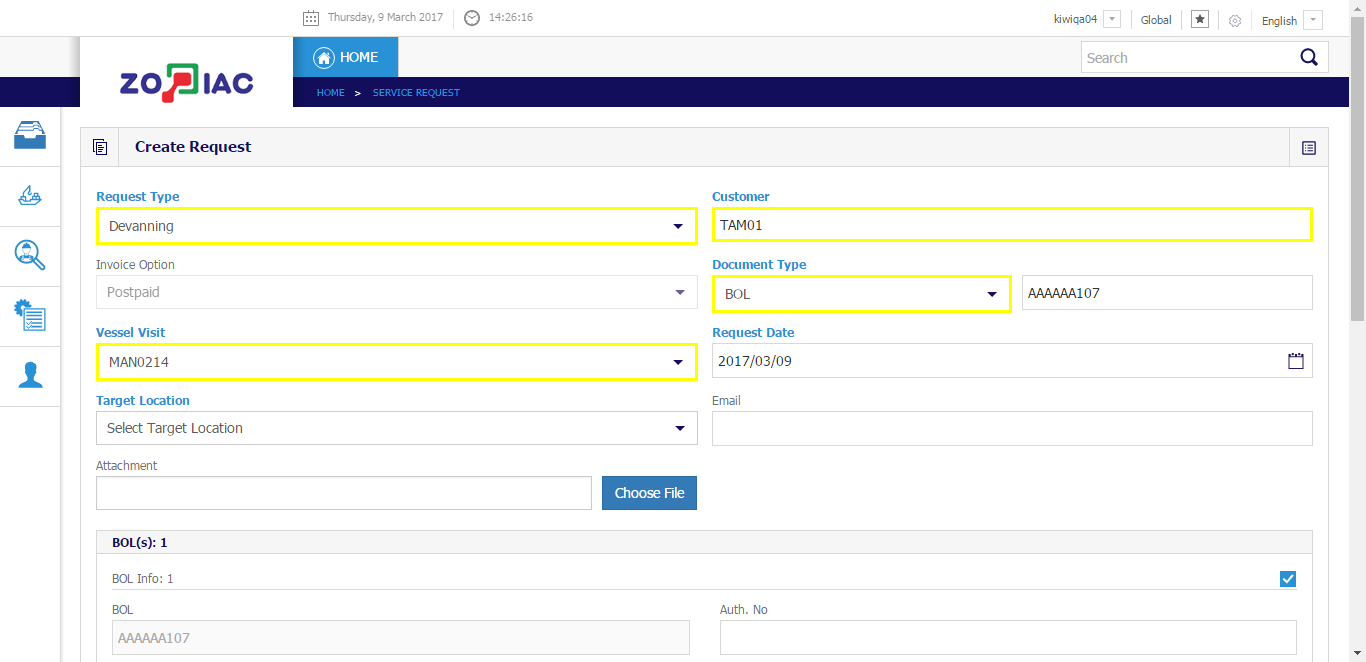 Thursday, 9 March 2017 14:26:16 kiwiqa04 Global English
ZODIAC HOME Search
HOME > SERVICE REQUEST
Create Request
Request Type Customer
Devanning TAM01
Invoice Option Document Type
Postpaid BOL AAAAAA107
Vessel Visit Request Date
MAN0214 2017/03/09
Target Location Email
Select Target Location
Attachment
Choose File
BOL(s): 1
BOL Info: 1
BOL Auth. No
AAAAAA107